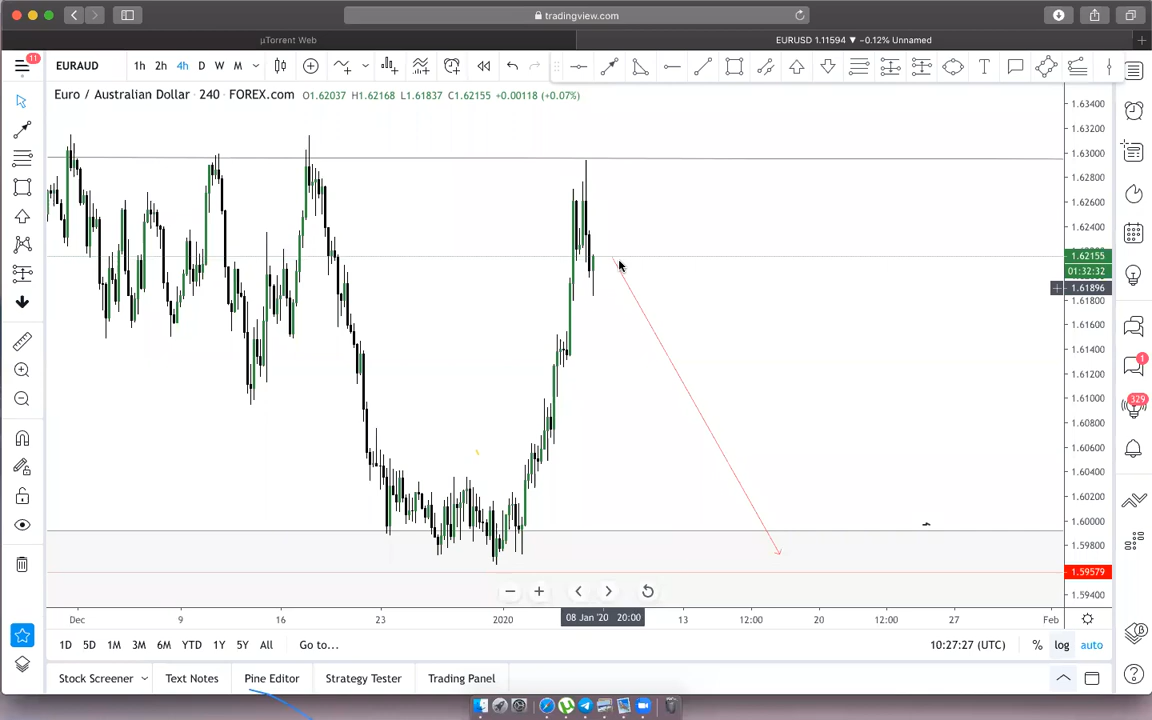 tradingview.com
µTorrent Web
EURUSD 1.11594 ▼ −0.12% Unnamed
11
EURAUD
1h 2h 4h D W M
T
Euro / Australian Dollar · 240 · FOREX.com
O1.62037 H1.62168 L1.61837 C1.62155 +0.00118 (+0.07%)
1.63400
1.63200
1.63000
1.62800
1.62600
1.62400
1.62155
01:32:32
1.61896
1.61800
1.61600
1.61400
1.61200
1.61000
1.60800
1.60600
1.60400
1.60200
1.60000
1.59800
1.59579
1.59400
1
329
Dec 9 16 23 2020 08 Jan '20 20:00 13 12:00 20 12:00 27 Feb
1D 5D 1M 3M 6M YTD 1Y 5Y All Go to...
10:27:27 (UTC) % log auto
Stock Screener Text Notes Pine Editor Strategy Tester Trading Panel